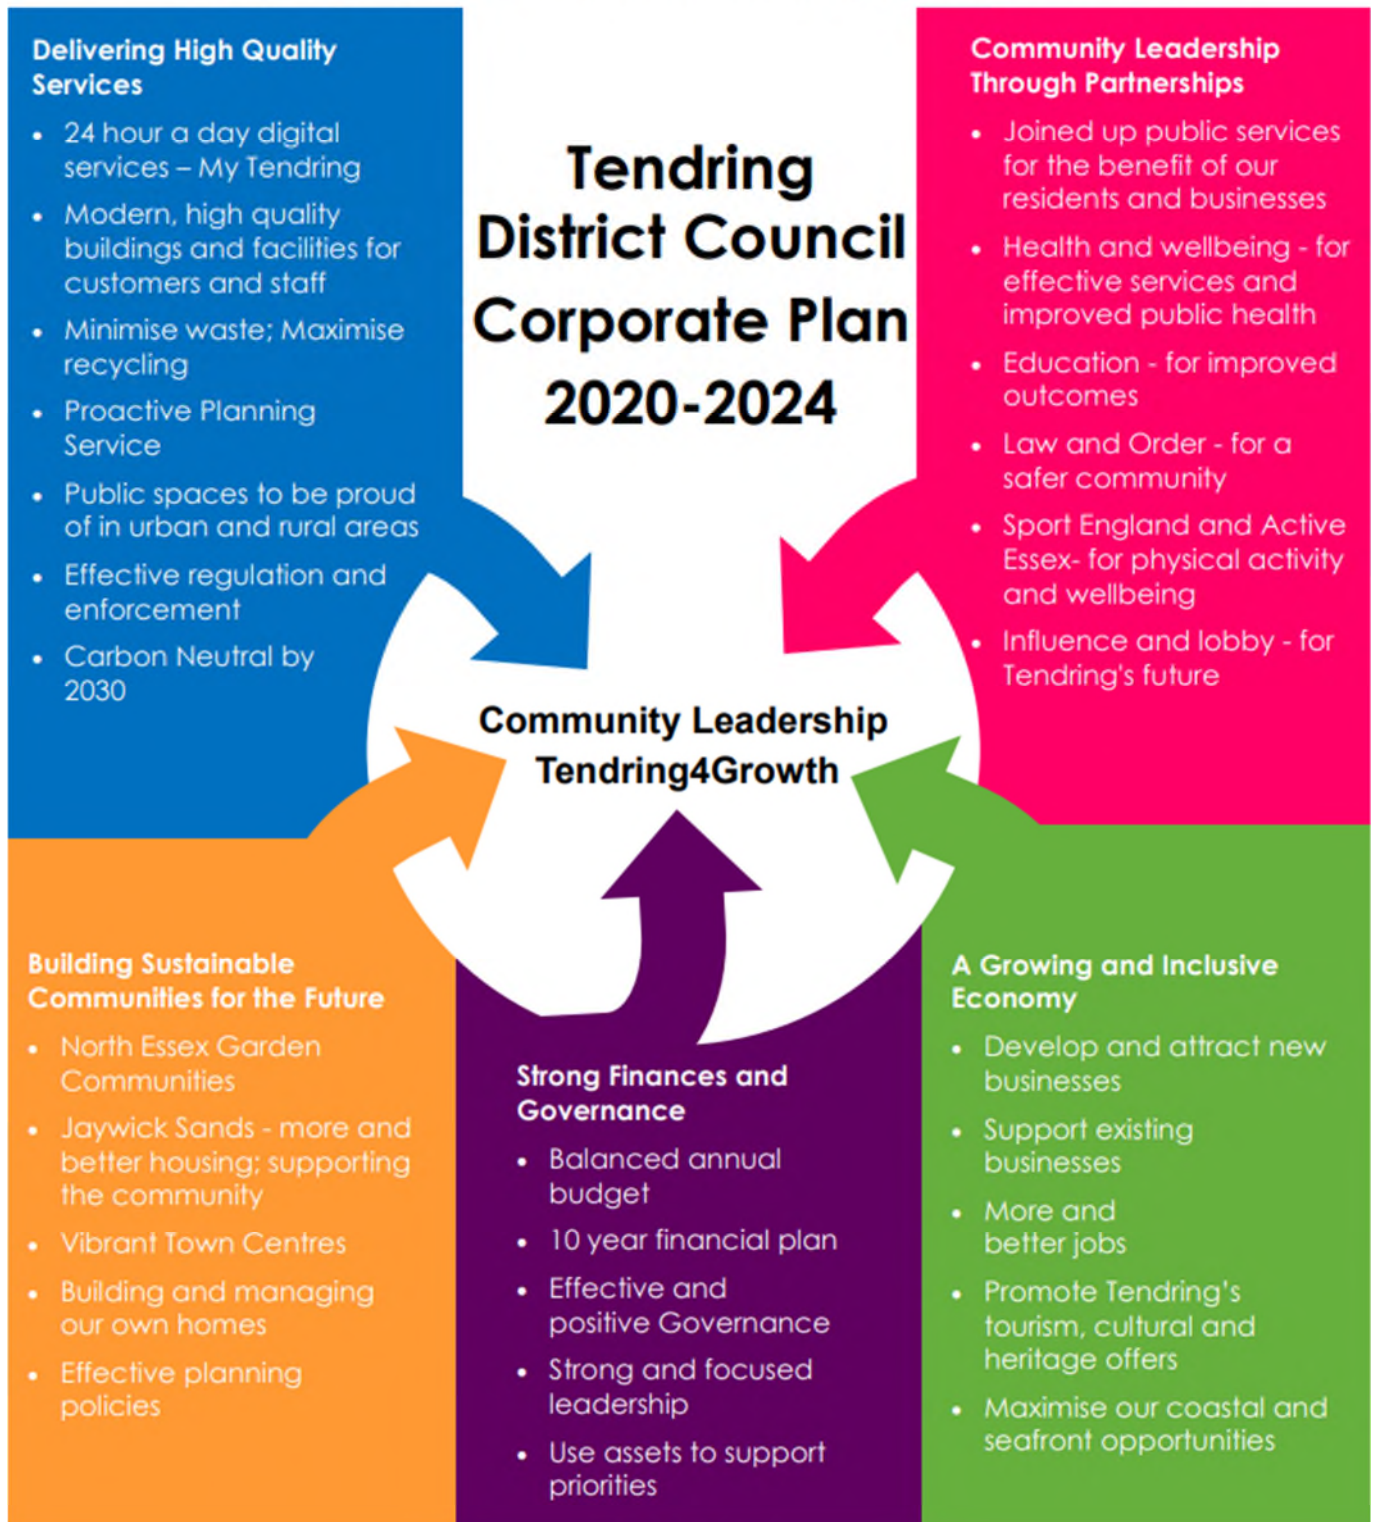 Delivering High Quality
Services
• 24 hour a day digital
services – My Tendring
• Modern, high quality
buildings and facilities for
customers and staff
• Minimise waste; Maximise
recycling
• Proactive Planning
Service
• Public spaces to be proud
of in urban and rural areas
• Effective regulation and
enforcement
• Carbon Neutral by
2030
Tendring
District Council
Corporate Plan
2020-2024
Community Leadership
Through Partnerships
• Joined up public services
for the benefit of our
residents and businesses
• Health and wellbeing - for
effective services and
improved public health
• Education - for improved
outcomes
• Law and Order - for a
safer community
• Sport England and Active
Essex- for physical activity
and wellbeing
• Influence and lobby - for
Tendring's future
Community Leadership
Tendring4Growth
Building Sustainable
Communities for the Future
• North Essex Garden
Communities
• Jaywick Sands - more and
better housing; supporting
the community
• Vibrant Town Centres
• Building and managing
our own homes
• Effective planning
policies
Strong Finances and
Governance
• Balanced annual
budget
• 10 year financial plan
• Effective and
positive Governance
• Strong and focused
leadership
• Use assets to support
priorities
A Growing and Inclusive
Economy
• Develop and attract new
businesses
• Support existing
businesses
• More and
better jobs
• Promote Tendring’s
tourism, cultural and
heritage offers
• Maximise our coastal and
seafront opportunities